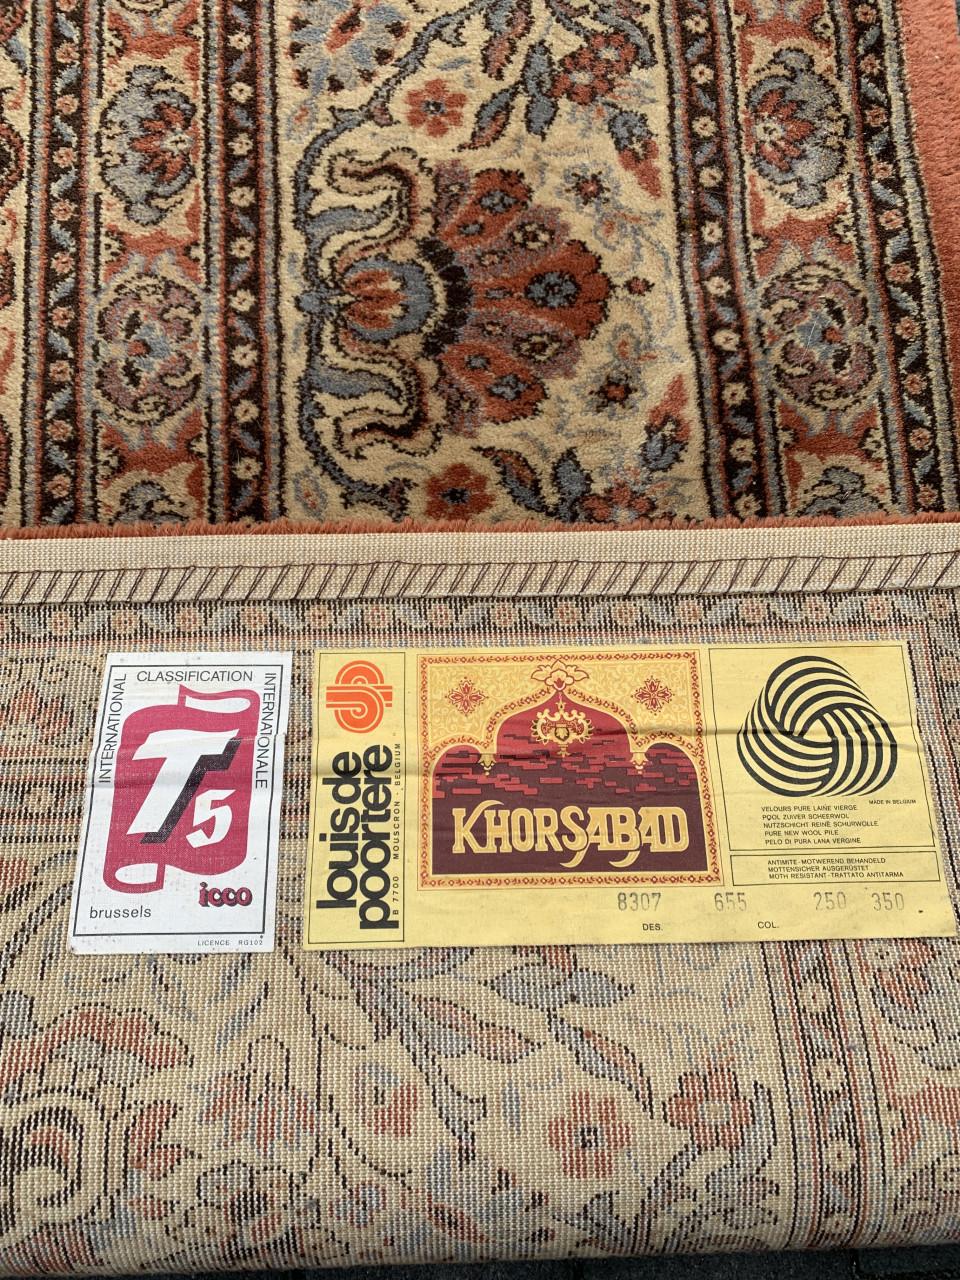 INTERNATIONAL
CLASSIFICATION
INTERNATIONALE
T5
icco
brussels
LICENCE RG102
louis de
poortere
B 7700 MOUSCRON - BELGIUM
KHORSABAD
MADE IN BELGIUM
VELOURS PURE LAINE VIERGE
POOL ZUIVER SCHEERWOL
NUTZSCHICHT REINE SCHURWOLLE
PURE NEW WOOL PILE
PELO DI PURA LANA VERGINE
ANTIMITE - MOTWEREND BEHANDELD
MOTTENSICHER AUSGERÜSTET
MOTH RESISTANT - TRATTATO ANTITARMA
8307 655 250 350
DES. COL.